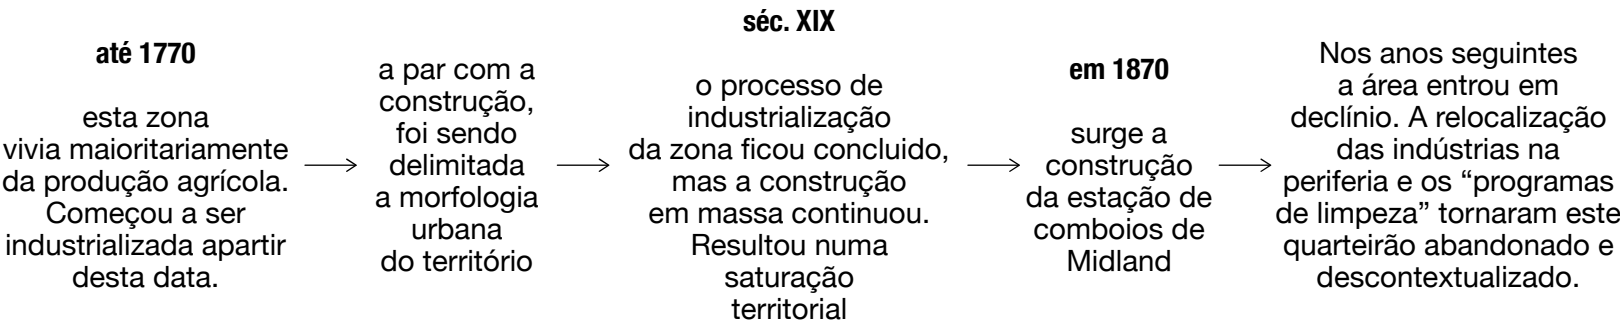 até 1770
esta zona
vivia maioritariamente
da produção agrícola.
Começou a ser
industrializada apartir
desta data.
a par com a
construção,
foi sendo
delimitada
a morfologia
urbana
do território
séc. XIX
o processo de
industrialização
da zona ficou concluido,
mas a construção
em massa continuou.
Resultou numa
saturação
territorial
em 1870
surge a
construção
da estação de
comboios de
Midland
Nos anos seguintes
a área entrou em
declínio. A relocalização
das indústrias na
periferia e os “programas
de limpeza” tornaram este
quarteirão abandonado e
descontextualizado.